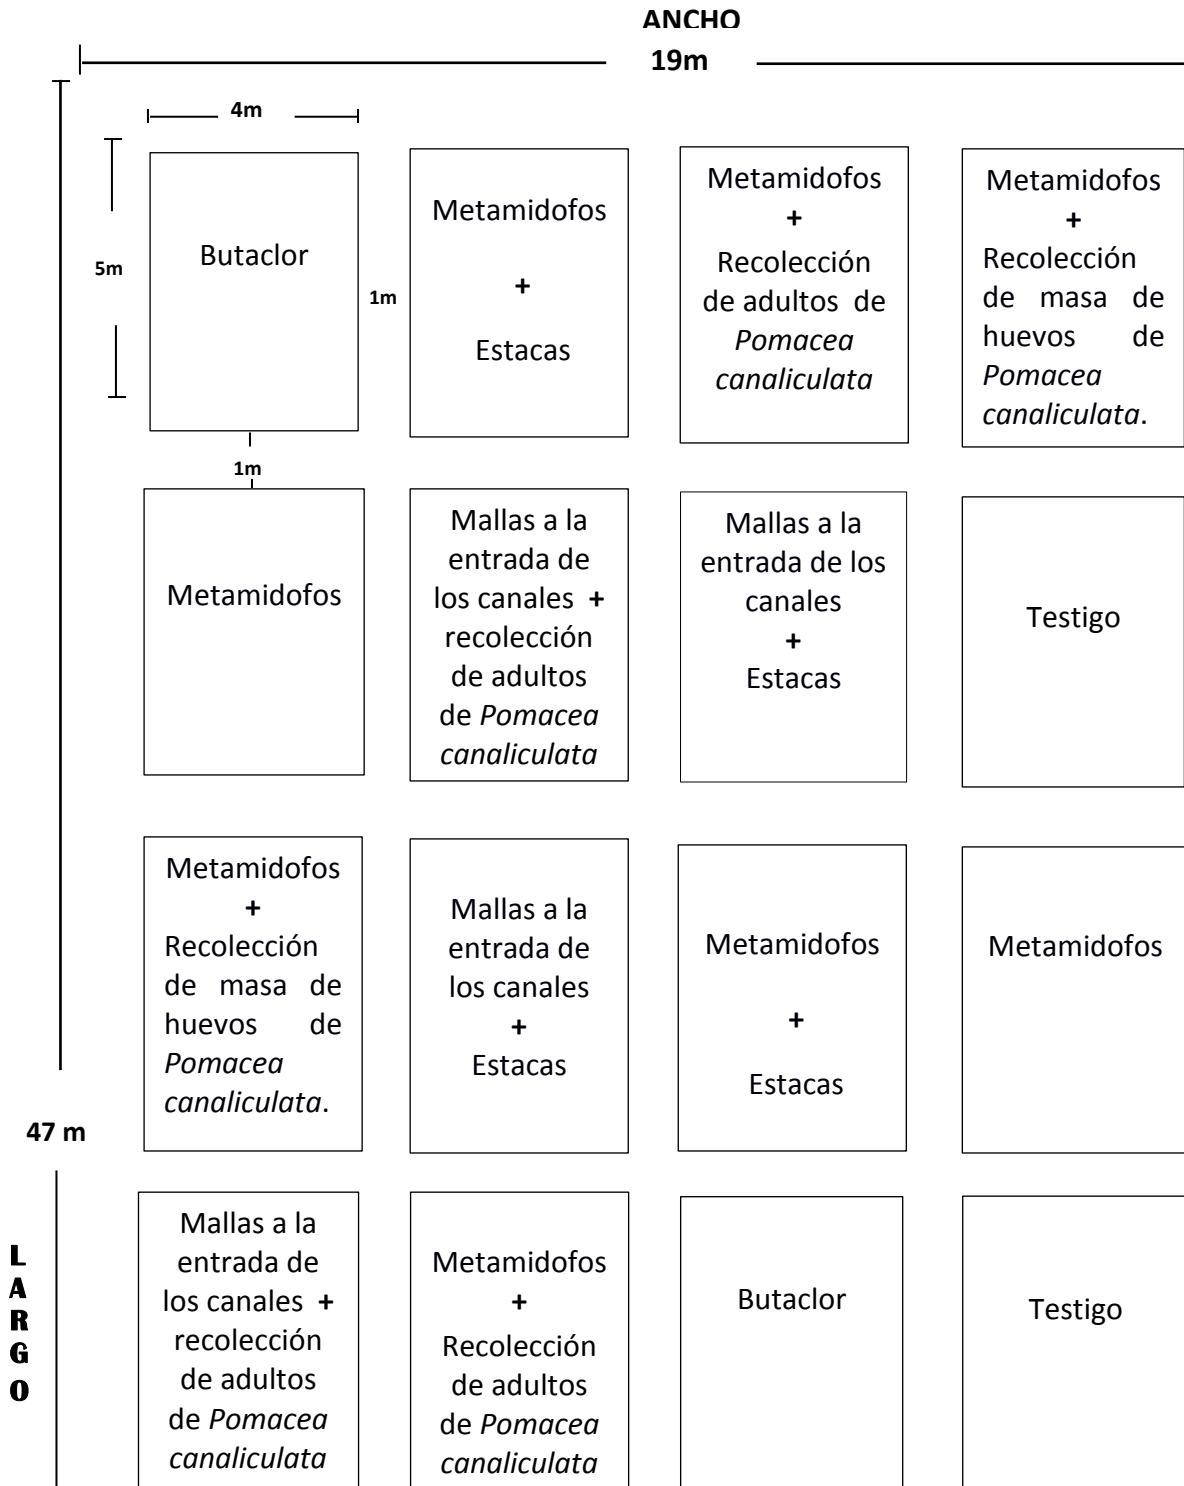 ANCHO
19m
4m
5m
1m
1m
Butaclor
Metamidofos
+
Estacas
Metamidofos
+
Recolección
de adultos de
Pomacea
canaliculata
Metamidofos
+
Recolección
de masa de
huevos de
Pomacea
canaliculata.
Metamidofos
Mallas a la
entrada de
los canales +
recolección
de adultos
de Pomacea
canaliculata
Mallas a la
entrada de los
canales
+
Estacas
Testigo
Metamidofos
+
Recolección
de masa de
huevos de
Pomacea
canaliculata.
Mallas a la
entrada de
los canales
+
Estacas
Metamidofos
+
Estacas
Metamidofos
47 m
LARGO
Mallas a la
entrada de
los canales +
recolección
de adultos
de Pomacea
canaliculata
Metamidofos
+
Recolección
de adultos
de Pomacea
canaliculata
Butaclor
Testigo